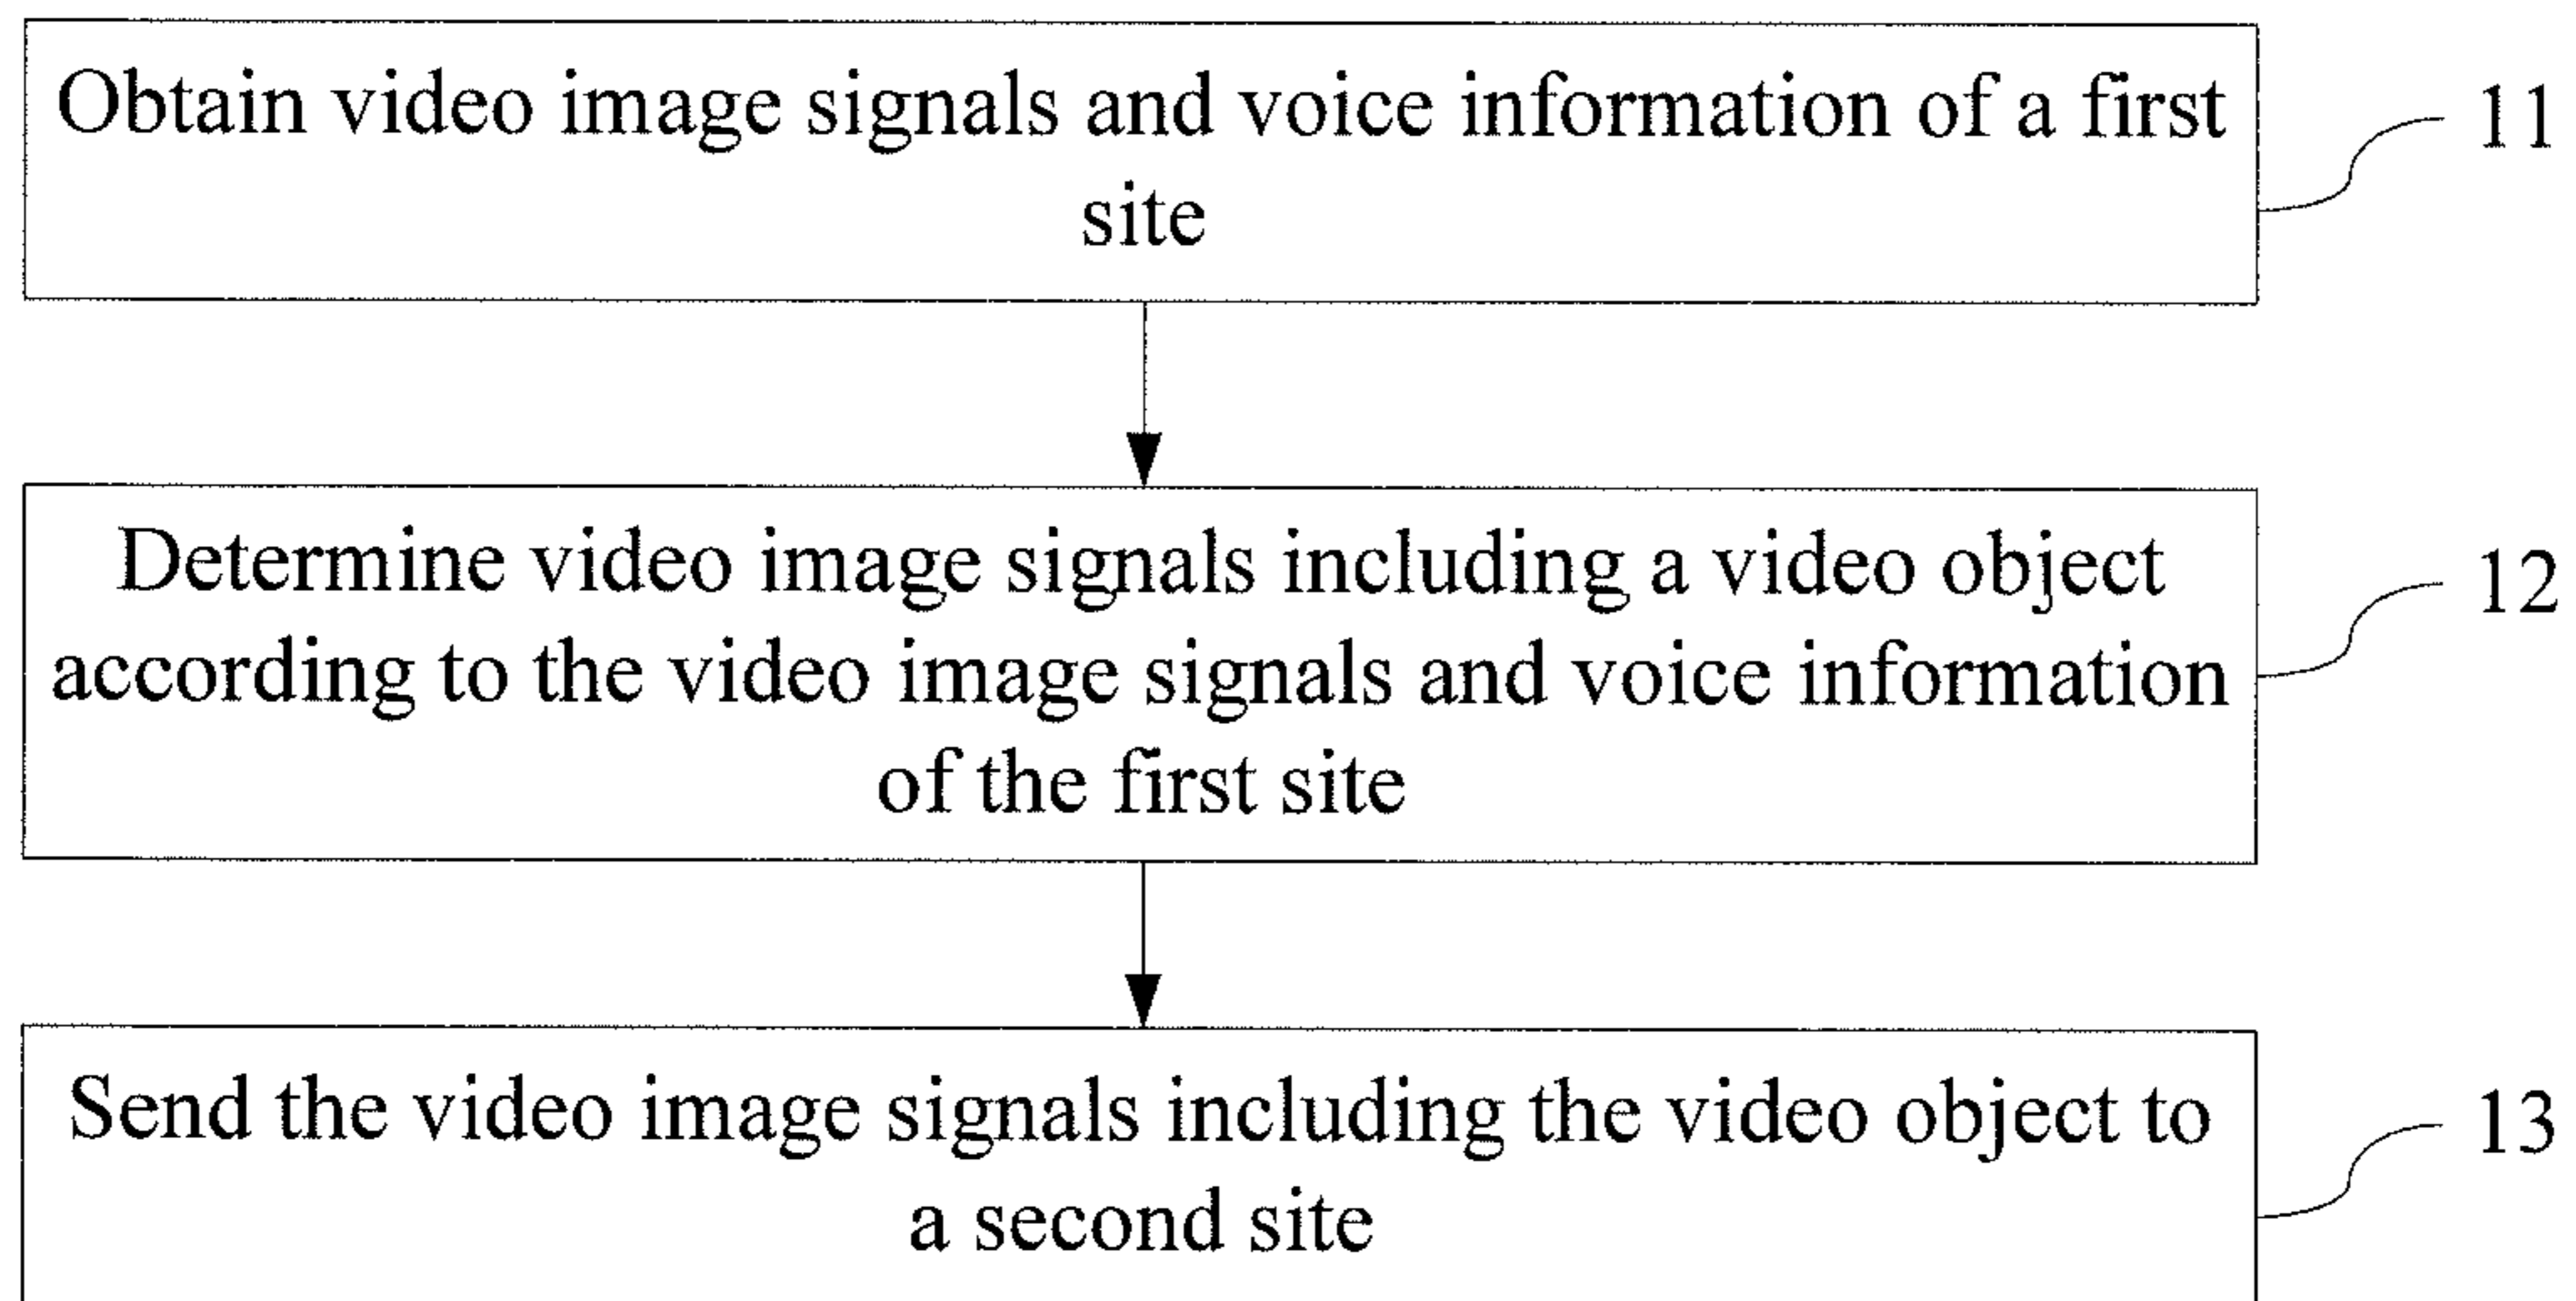 Obtain video image signals and voice information of a first
site
11
Determine video image signals including a video object
according to the video image signals and voice information
of the first site
12
Send the video image signals including the video object to
a second site
13